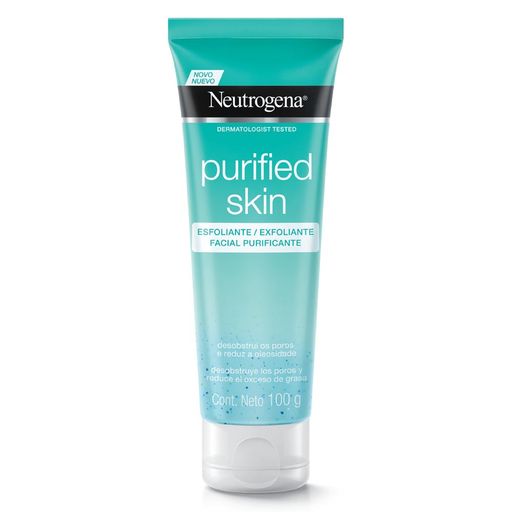 NOVO
NUEVO
Neutrogena®
DERMATOLOGIST TESTED
purified
skin
ESFOLIANTE / EXFOLIANTE
FACIAL PURIFICANTE
desobstrui os poros
e reduz a oleosidade
desobstruye los poros y
reduce el exceso de grasa
Cont. Neto 100 g